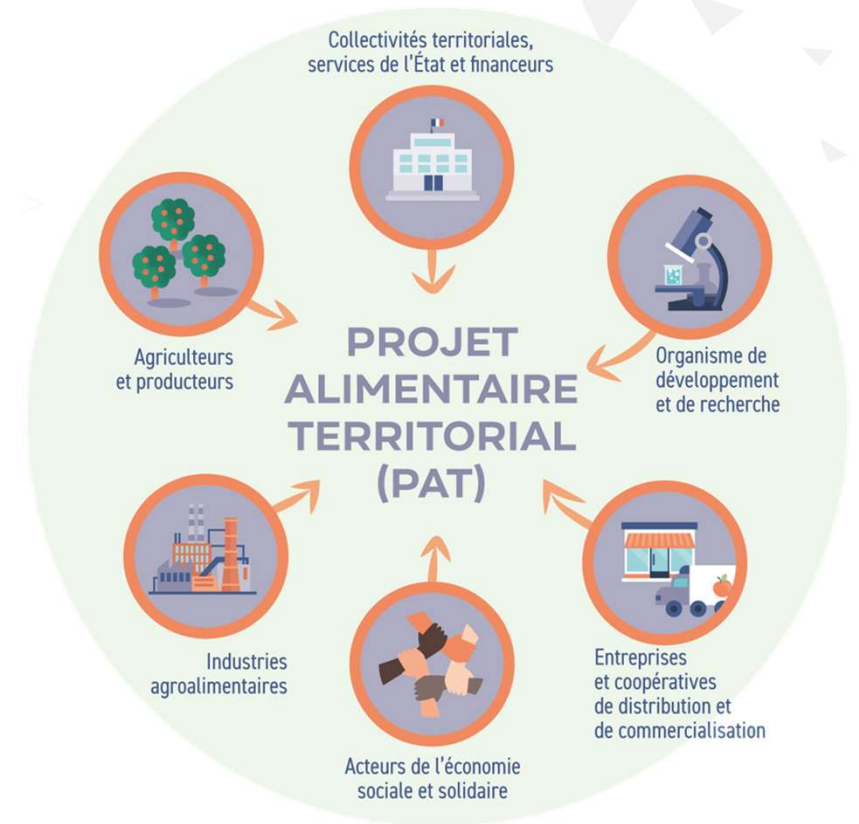 Collectivités territoriales,
services de l'État et financeurs
Agriculteurs
et producteurs
PROJET
ALIMENTAIRE
TERRITORIAL
(PAT)
Organisme de
développement
et de recherche
Industries
agroalimentaires
Acteurs de l'économie
sociale et solidaire
Entreprises
et coopératives
de distribution et
de commercialisation